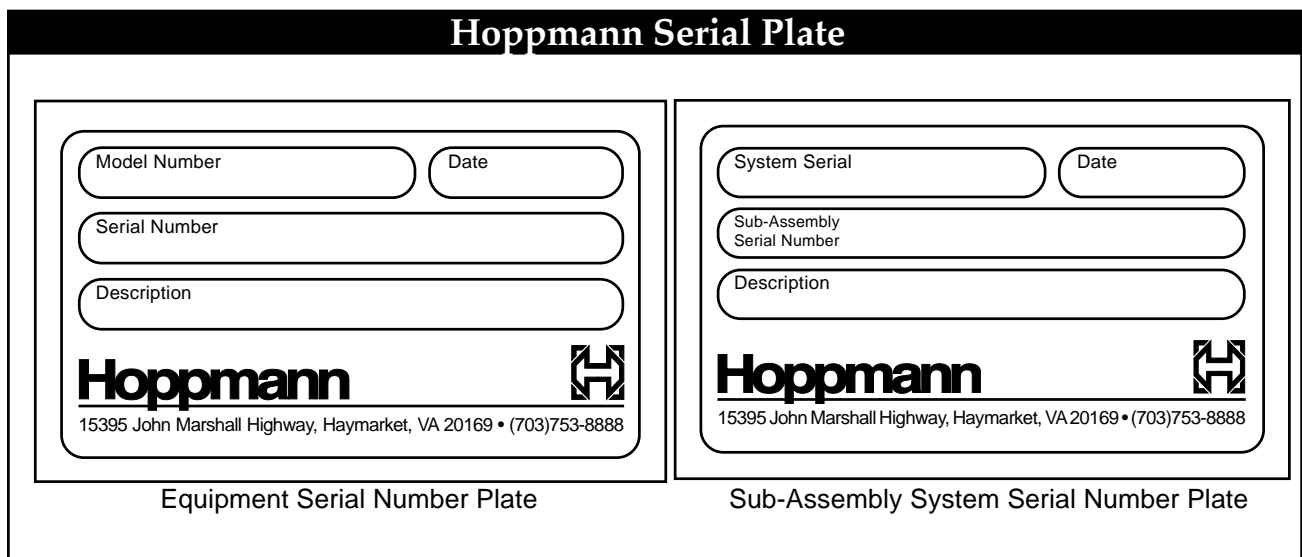 Hoppmann Serial Plate
Model Number
Date
Serial Number
Description
Hoppmann
15395 John Marshall Highway, Haymarket, VA 20169 • (703)753-8888
Equipment Serial Number Plate
System Serial
Date
Sub-Assembly
Serial Number
Description
Hoppmann
15395 John Marshall Highway, Haymarket, VA 20169 • (703)753-8888
Sub-Assembly System Serial Number Plate